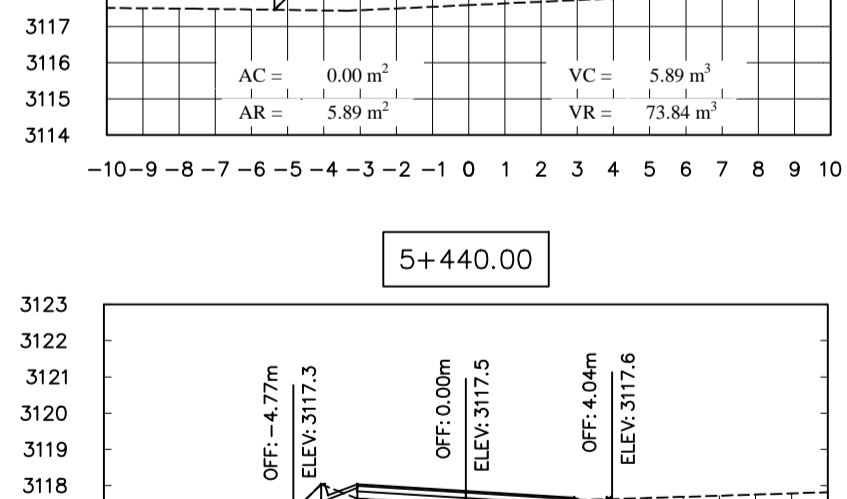 3117
3116
AC = 0.00 m² VC = 5.89 m³
3115
AR = 5.89 m² VR = 73.84 m³
3114
-10 -9 -8 -7 -6 -5 -4 -3 -2 -1 0 1 2 3 4 5 6 7 8 9 10
5+440.00
3123
3122
3121
3120
3119
3118
OFF: -4.77m
ELEV: 3117.3
OFF: 0.00m
ELEV: 3117.5
OFF: 4.04m
ELEV: 3117.6